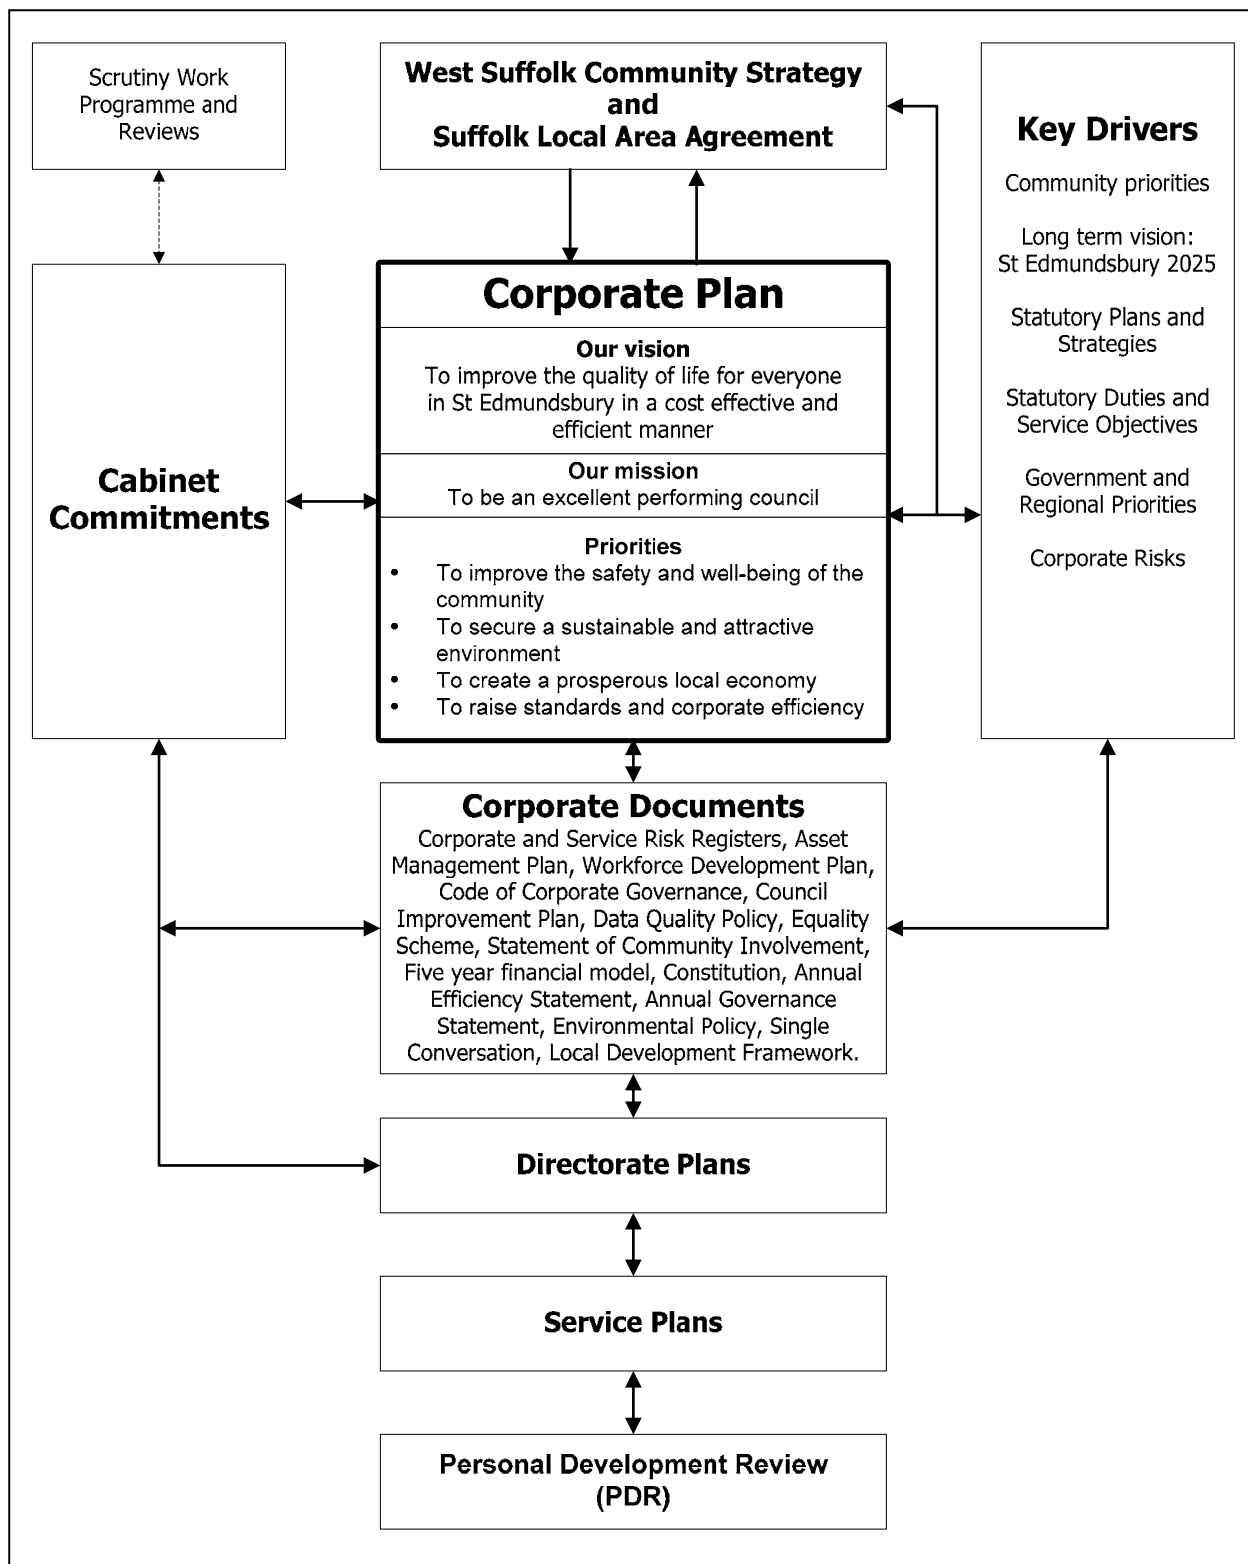 Scrutiny Work
Programme and
Reviews
West Suffolk Community Strategy
and
Suffolk Local Area Agreement
Key Drivers
Community priorities
Long term vision:
St Edmundsbury 2025
Statutory Plans and
Strategies
Statutory Duties and
Service Objectives
Government and
Regional Priorities
Corporate Risks
Cabinet
Commitments
Corporate Plan
Our vision
To improve the quality of life for everyone
in St Edmundsbury in a cost effective and
efficient manner
Our mission
To be an excellent performing council
Priorities
• To improve the safety and well-being of the
community
• To secure a sustainable and attractive
environment
• To create a prosperous local economy
• To raise standards and corporate efficiency
Corporate Documents
Corporate and Service Risk Registers, Asset
Management Plan, Workforce Development Plan,
Code of Corporate Governance, Council
Improvement Plan, Data Quality Policy, Equality
Scheme, Statement of Community Involvement,
Five year financial model, Constitution, Annual
Efficiency Statement, Annual Governance
Statement, Environmental Policy, Single
Conversation, Local Development Framework.
Directorate Plans
Service Plans
Personal Development Review
(PDR)